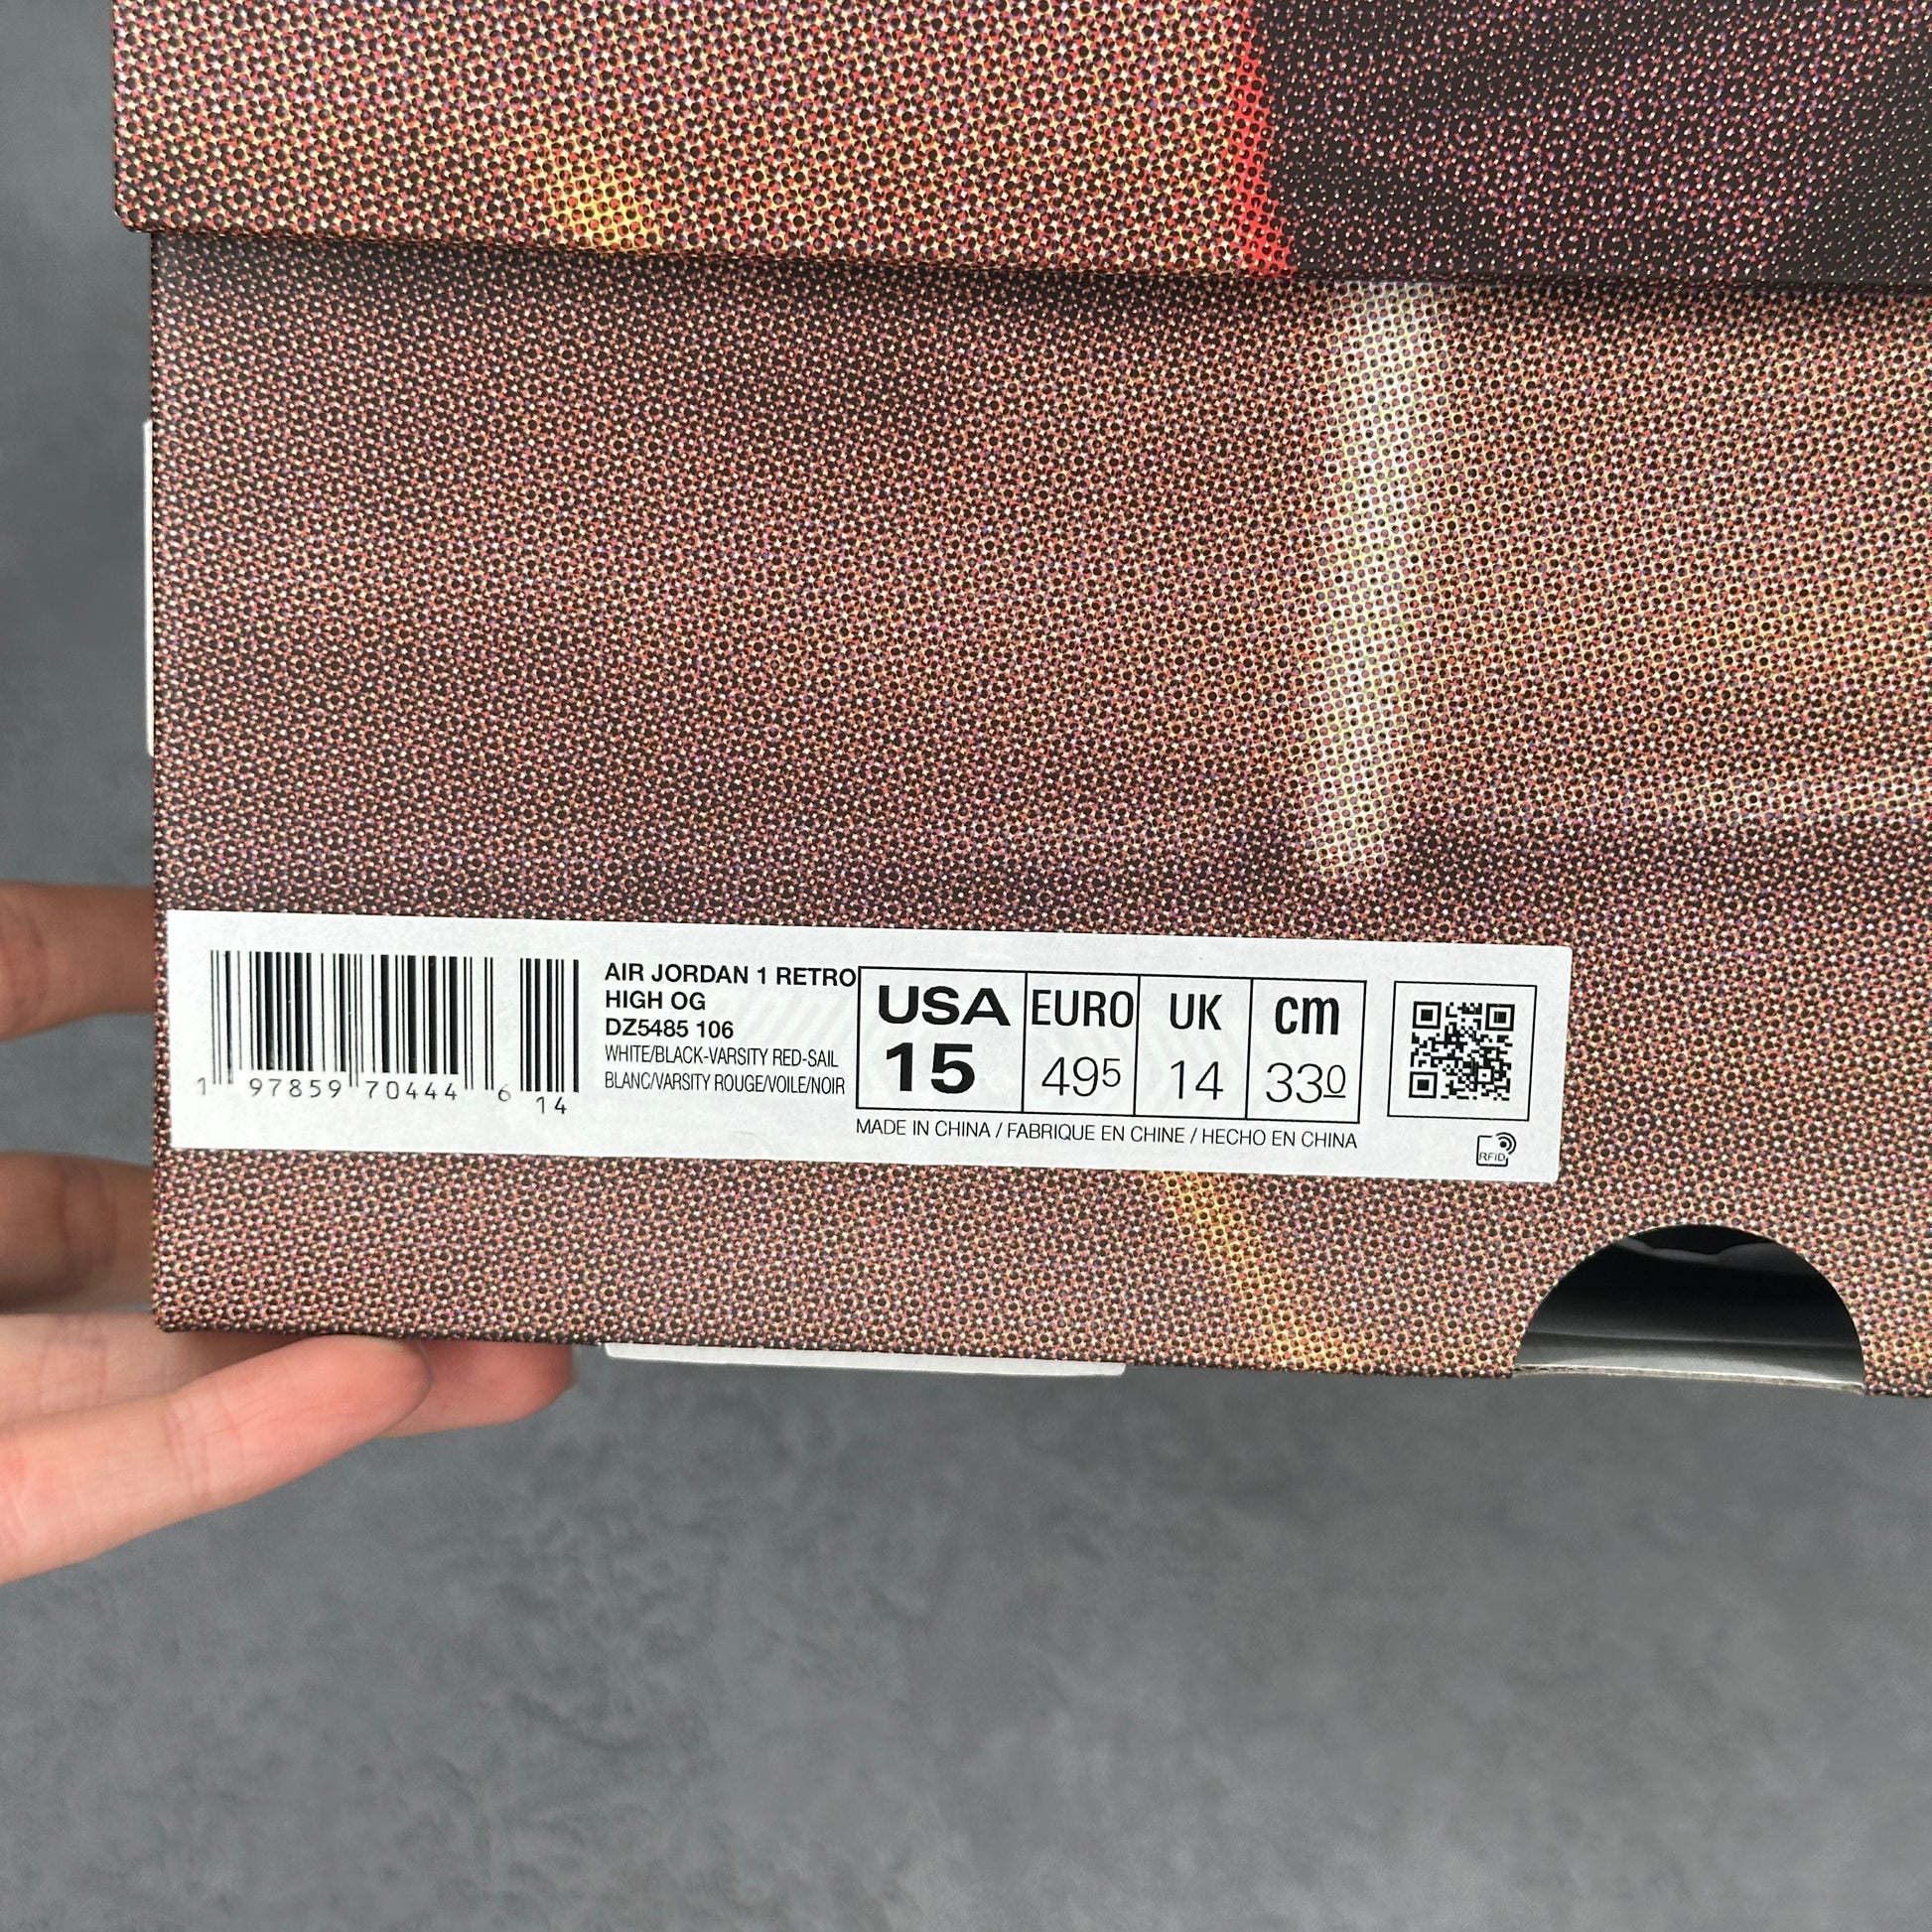 AIR JORDAN 1 RETRO
HIGH OG
DZ5485 106
WHITE/BLACK-VARSITY RED-SAIL
BLANC/VARSITY ROUGE/VOILE/NOIR
1 97859 70444 6 14
USA EURO UK cm
15 495 14 330
MADE IN CHINA / FABRIQUE EN CHINE / HECHO EN CHINA
RFID